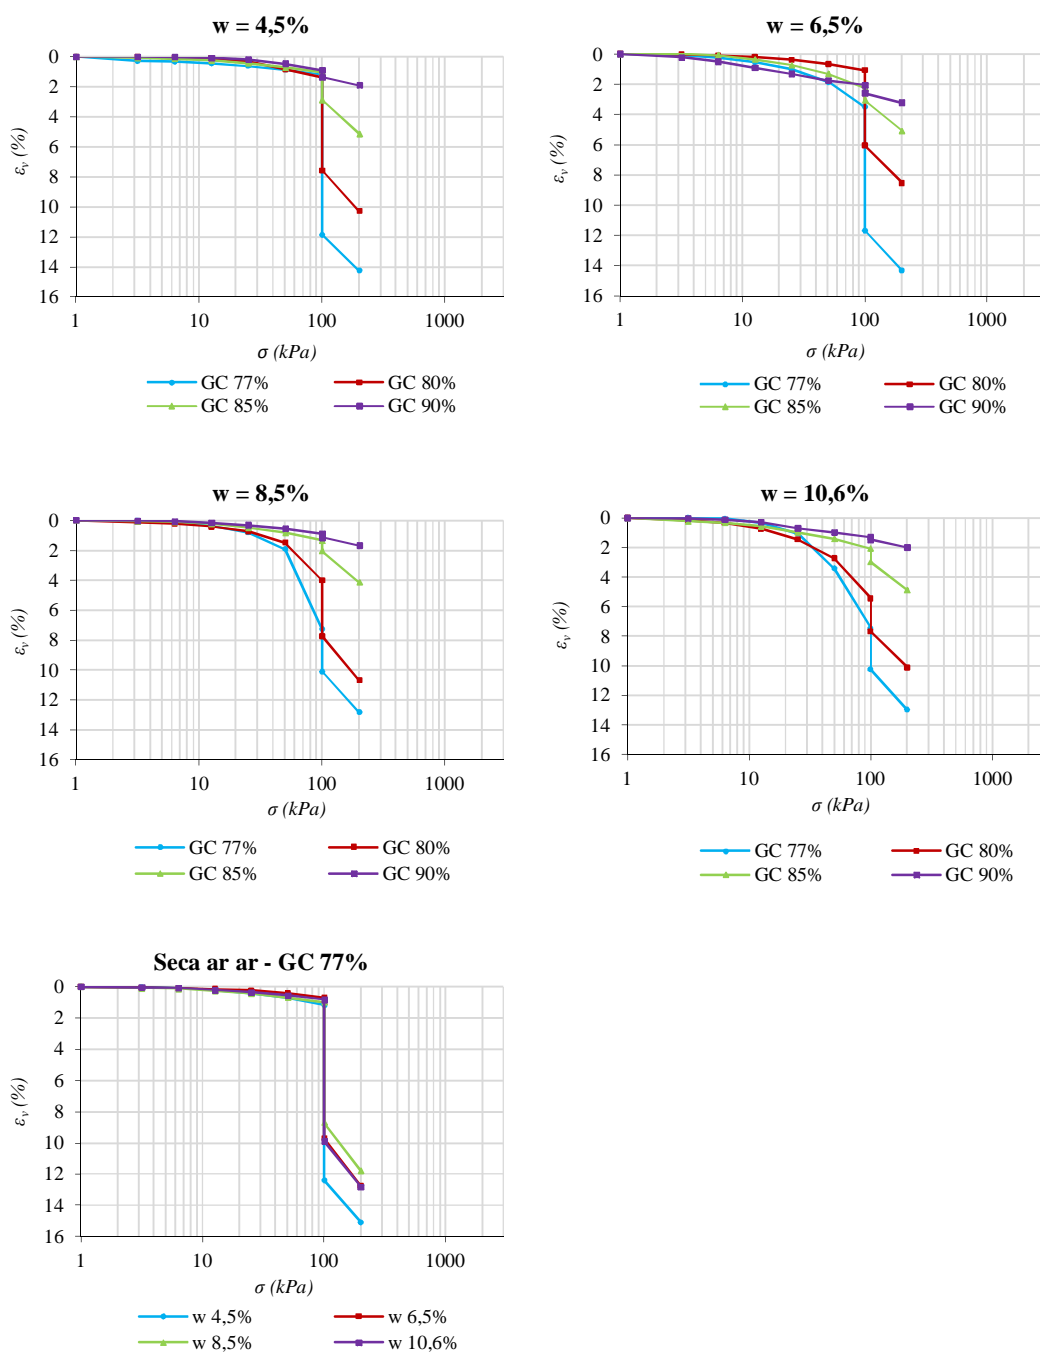 w = 4,5%
0
2
4
6
8
10
12
14
16
1 10 100 1000
εv (%)
σ (kPa)
GC 77% GC 80%
GC 85% GC 90%
w = 6,5%
0
2
4
6
8
10
12
14
16
1 10 100 1000
εv (%)
σ (kPa)
GC 77% GC 80%
GC 85% GC 90%
w = 8,5%
0
2
4
6
8
10
12
14
16
1 10 100 1000
εv (%)
σ (kPa)
GC 77% GC 80%
GC 85% GC 90%
w = 10,6%
0
2
4
6
8
10
12
14
16
1 10 100 1000
εv (%)
σ (kPa)
GC 77% GC 80%
GC 85% GC 90%
Seca ar ar - GC 77%
0
2
4
6
8
10
12
14
16
1 10 100 1000
εv (%)
σ (kPa)
w 4,5% w 6,5%
w 8,5% w 10,6%